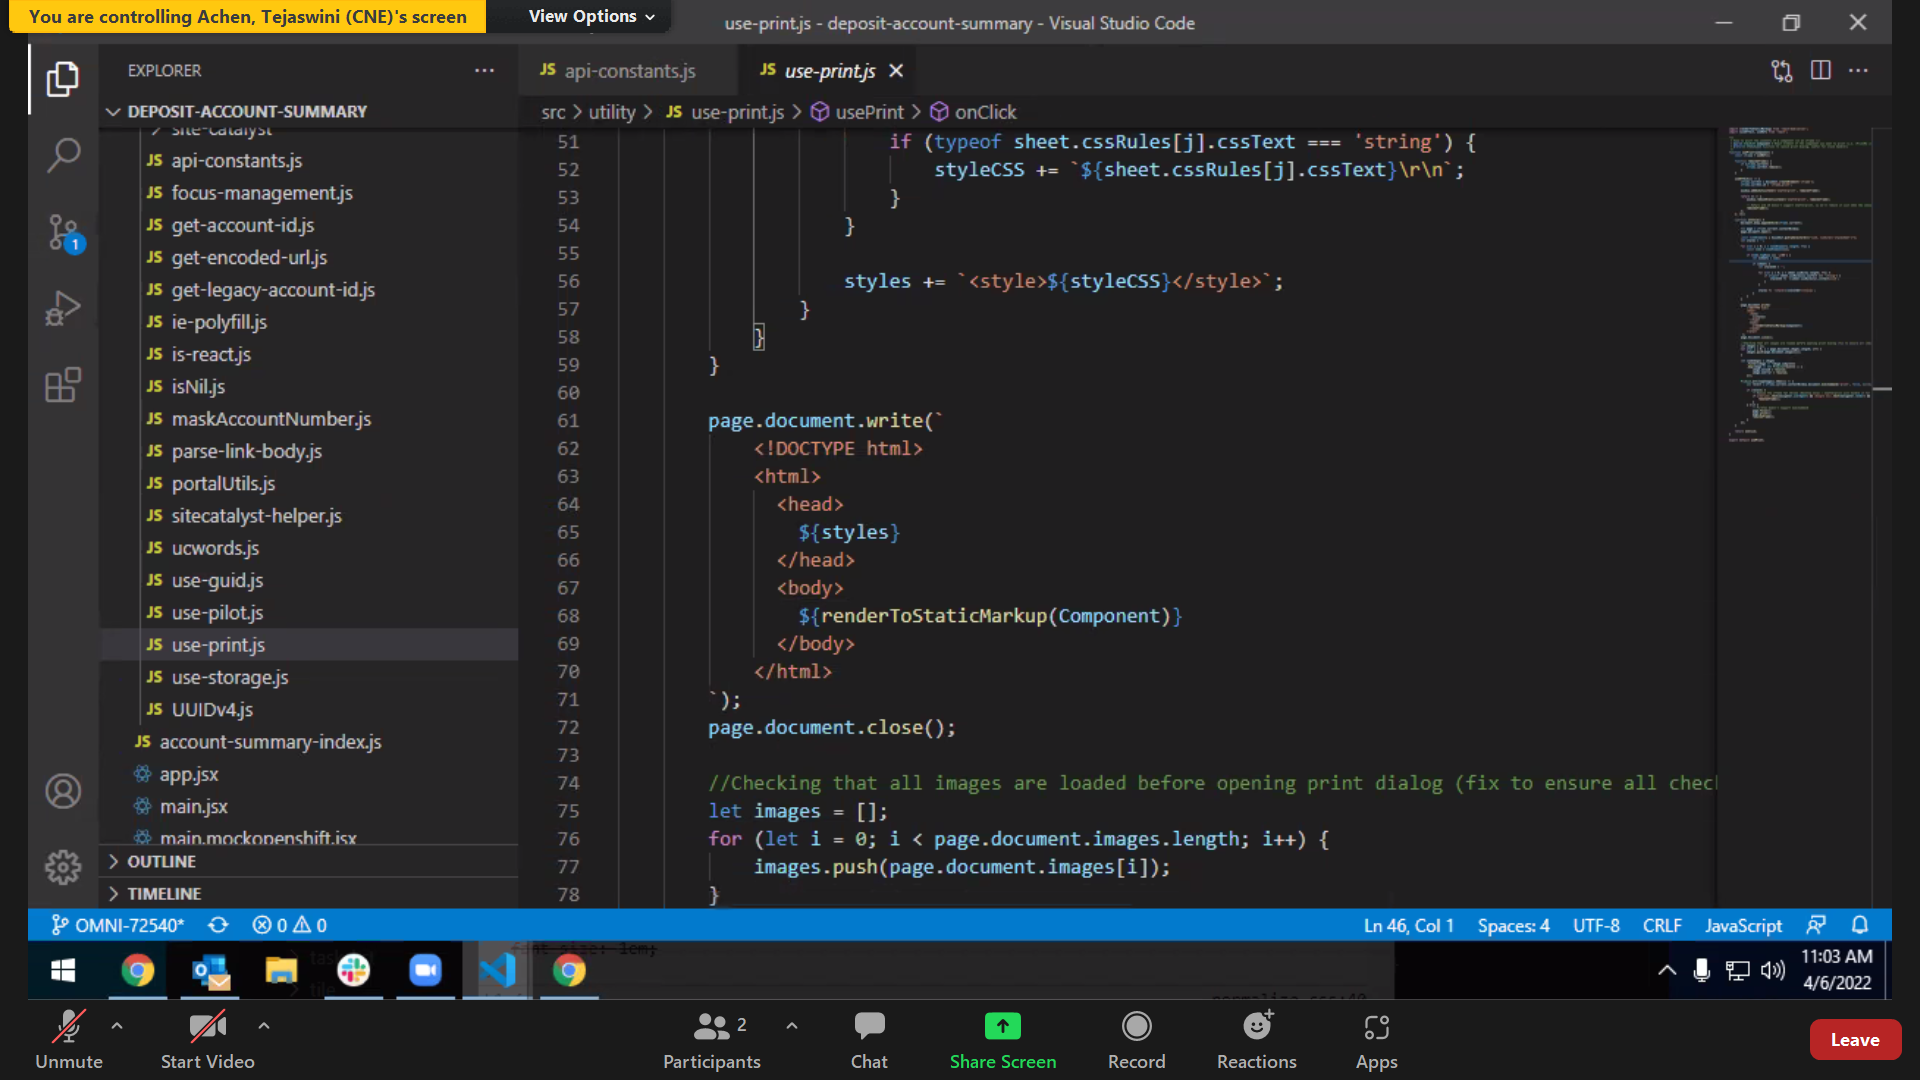 You are controlling Achen, Tejaswini (CNE)'s screen
View Options
use-print.js - deposit-account-summary - Visual Studio Code
EXPLORER
JS api-constants.js
JS use-print.js
DEPOSIT-ACCOUNT-SUMMARY
src > utility > JS use-print.js > usePrint > onClick
site-catalyst
JS api-constants.js
JS focus-management.js
JS get-account-id.js
JS get-encoded-url.js
JS get-legacy-account-id.js
JS ie-polyfill.js
JS is-react.js
JS isNil.js
JS maskAccountNumber.js
JS parse-link-body.js
JS portalUtils.js
JS sitecatalyst-helper.js
JS ucwords.js
JS use-guid.js
JS use-pilot.js
JS use-print.js
JS use-storage.js
JS UUIDv4.js
JS account-summary-index.js
app.jsx
main.jsx
main.mockopenshift.jsx
OUTLINE
TIMELINE
1
51 if (typeof sheet.cssRules[j].cssText === 'string') {
52 styleCSS += `${sheet.cssRules[j].cssText}\r\n`;
53 }
54 }
55
56 styles += `<style>${styleCSS}</style>`;
57 }
58 }
59 }
60
61 page.document.write(`
62 <!DOCTYPE html>
63 <html>
64 <head>
65 ${styles}
66 </head>
67 <body>
68 ${renderToStaticMarkup(Component)}
69 </body>
70 </html>
71 `);
72 page.document.close();
73
74 //Checking that all images are loaded before opening print dialog (fix to ensure all chec
75 let images = [];
76 for (let i = 0; i < page.document.images.length; i++) {
77 images.push(page.document.images[i]);
78 }
OMNI-72540*
0 0
Ln 46, Col 1
Spaces: 4
UTF-8
CRLF
JavaScript
font-size: 1em;
11:03 AM
4/6/2022
Unmute
Start Video
2
Participants
Chat
Share Screen
Record
Reactions
Apps
Leave